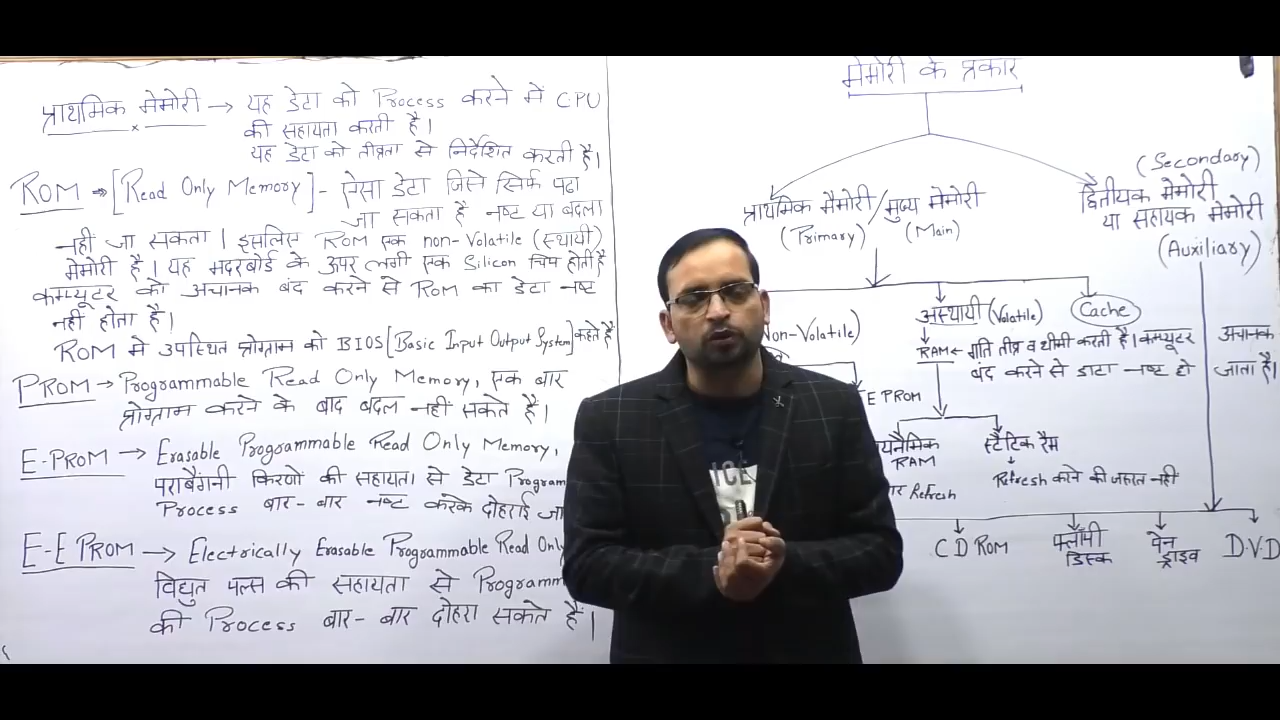 प्राथमिक मेमोरी → यह डेटा को Process करने में CPU
की सहायता करती है।
यह डेटा को तीव्रता से निर्देशित करती है।
ROM → [Read Only Memory] - ऐसा डेटा जिसे सिर्फ पढा
जा सकता है नष्ट या बदला
नहीं जा सकता। इसलिए ROM एक non-Volatile (स्थायी)
मेमोरी है। यह मदरबोर्ड के ऊपर लगी एक Silicon चिप होती है
कम्प्यूटर को अचानक बंद करने से ROM का डेटा नष्ट
नहीं होता है।
ROM मे उपस्थित प्रोग्राम को BIOS [Basic Input Output System] कहते हैं
PROM → Programmable Read Only Memory, एक बार
प्रोग्राम करने के बाद बदल नहीं सकते हैं।
E-PROM → Erasable Programmable Read Only Memory,
पराबैंगनी किरणों की सहायता से डेटा Program
Process बार-बार नष्ट करके दोहराई जा
E-E PROM → Electrically Erasable Programmable Read Only
विद्युत पल्स की सहायता से Programm
की Process बार-बार दोहरा सकते हैं।
मेमोरी के प्रकार
प्राथमिक मैमोरी/मुख्य मेमोरी
(Primary) (Main)
(Secondary)
द्वितीयक मेमोरी
या सहायक मेमोरी
(Auxiliary)
Non-Volatile)
अस्थायी (Volatile)
Cache
RAM ← गति तीव्र व धीमी करती है। कम्प्यूटर अचानक
बंद करने से डाटा नष्ट हो जाता है।
E PROM
यनैमिक
RAM
स्टैटिक रैम
ार Refresh
Refresh करने की जरूरत नही
CD ROM
फ्लॉपी
डिस्क
पेन
ड्राइव
D.V.D
ICE